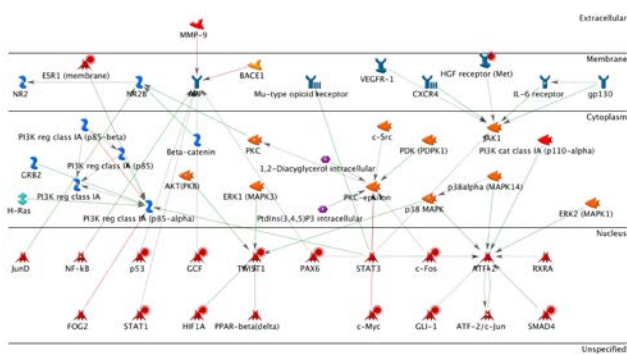 Extracellular
MMP-9
Membrane
ESR1 (membrane)
BACE1
VEGFR-1
HGF receptor (Met)
NR2
NR2B
Mu-type opioid receptor
CXCR4
IL-6 receptor
gp130
Cytoplasm
PI3K reg class IA (p85-beta)
c-Src
JAK1
Beta-catenin
PKC
PDK (PDPK1)
PI3K cat class IA (p110-alpha)
PI3K reg class IA (p85)
GRB2
1,2-Diacylglycerol intracellular
AKT(PKB)
ERK1 (MAPK3)
PKC-epsilon
p38alpha (MAPK14)
PI3K reg class IA
H-Ras
PI3K reg class IA (p85-alpha)
PtdIns(3,4,5)P3 intracellular
p38 MAPK
ERK2 (MAPK1)
Nucleus
JunD
NF-kB
p53
GCF
TWIST1
PAX6
STAT3
c-Fos
ATF-2
RXRA
FOG2
STAT1
HIF1A
PPAR-beta(delta)
c-Myc
GLI-1
ATF-2/c-Jun
SMAD4
Unspecified